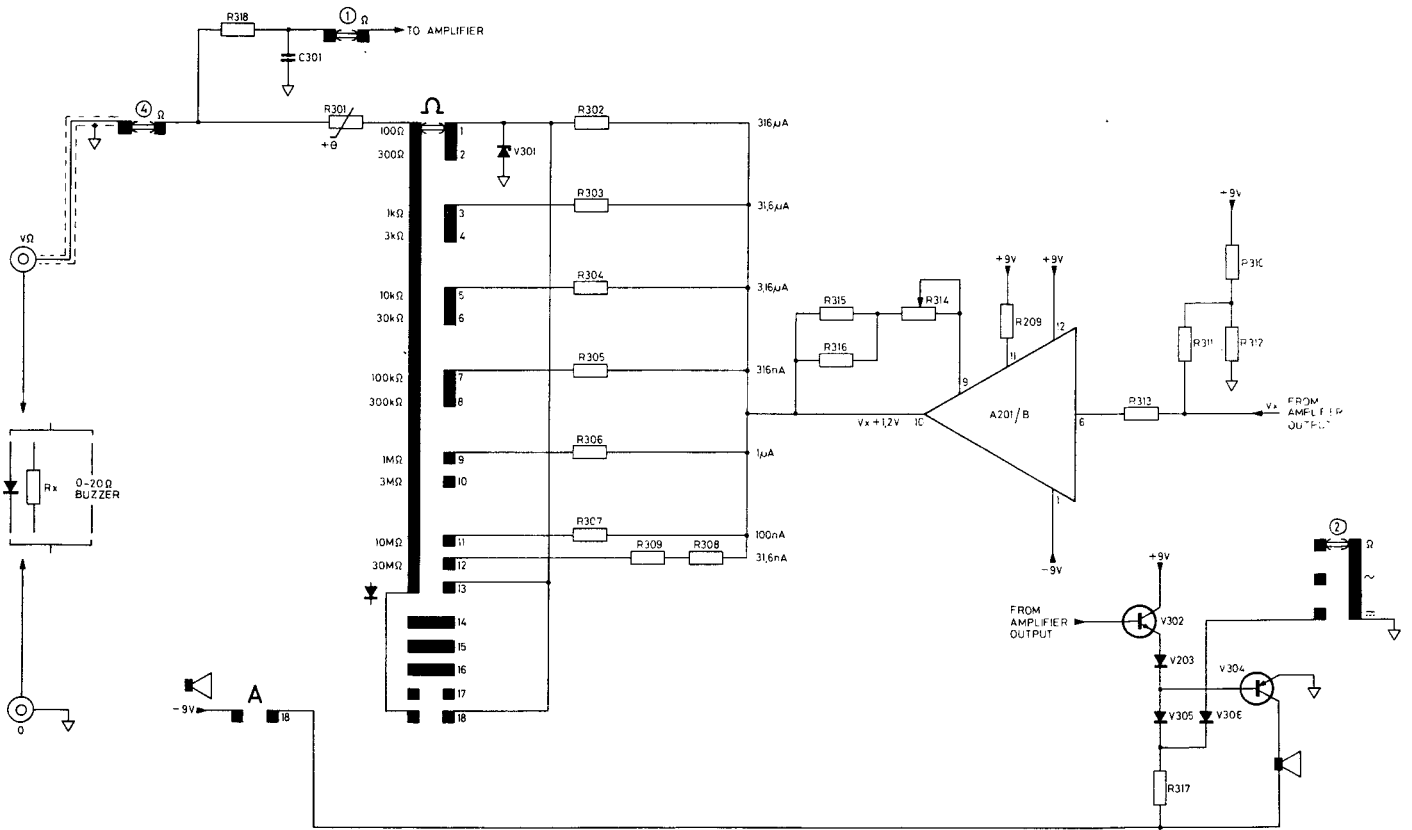 R318
① Ω
TO AMPLIFIER
C301
④ Ω
R301
+θ
Ω
100Ω
1
300Ω
2
V301
R302
316µA
1kΩ
3
3kΩ
4
R303
31,6µA
+9V
VΩ
R310
10kΩ
5
30kΩ
6
R304
3,16µA
+9V
+9V
R315
R314
R209
12
R316
11
R311
R312
100kΩ
7
300kΩ
8
R305
316nA
9
A201/B
R313
Vx
FROM
AMPLIFIER
OUTPUT
Vx+1,2V
10
6
1MΩ
9
3MΩ
10
R306
1µA
Rx
0-20Ω
BUZZER
1
-9V
10MΩ
11
30MΩ
12
13
R307
100nA
R309
R308
31,6nA
②
Ω
~
+9V
FROM
AMPLIFIER
OUTPUT
V302
14
15
16
17
18
V203
V304
V305
V306
-9V
A
18
0
R317